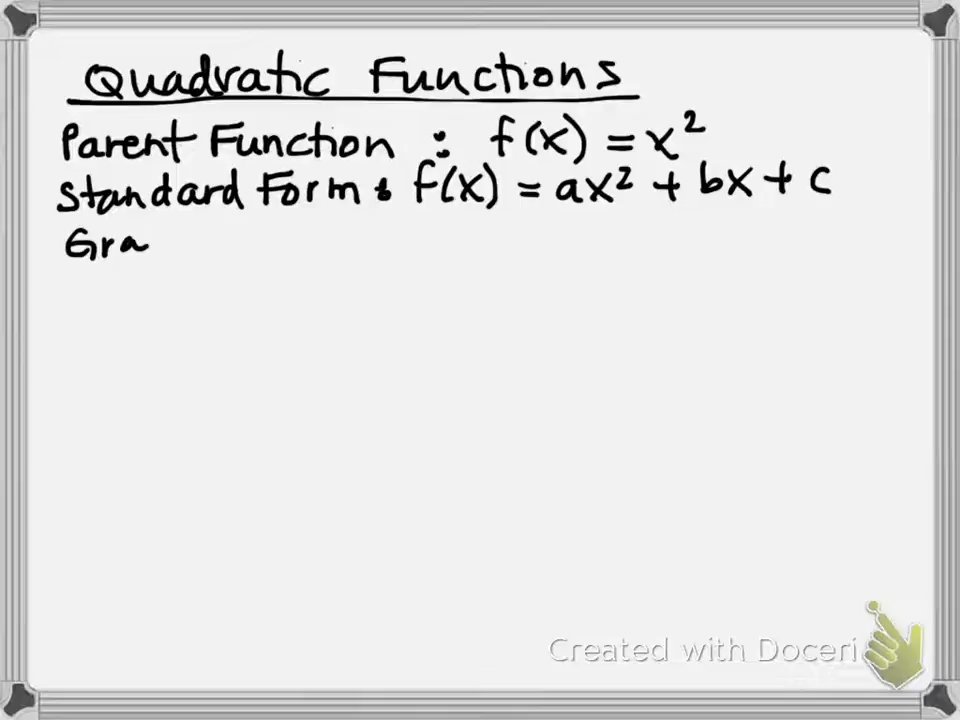 Quadratic Functions
Parent Function : f(x) = x²
Standard Form : f(x) = ax² + bx + c
Gra
Created with Doceri